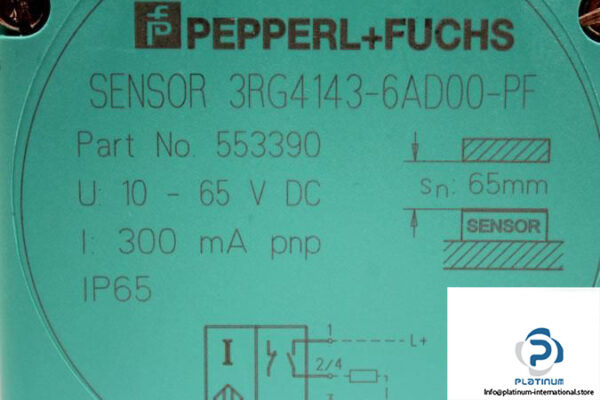 PEPPERL+FUCHS
SENSOR 3RG4143-6AD00-PF
Part No. 553390
U: 10 - 65 V DC
I: 300 mA pnp
IP65
sn: 65mm
SENSOR
I
1
L+
2/4
3
PLATINUM
platinum-international.store